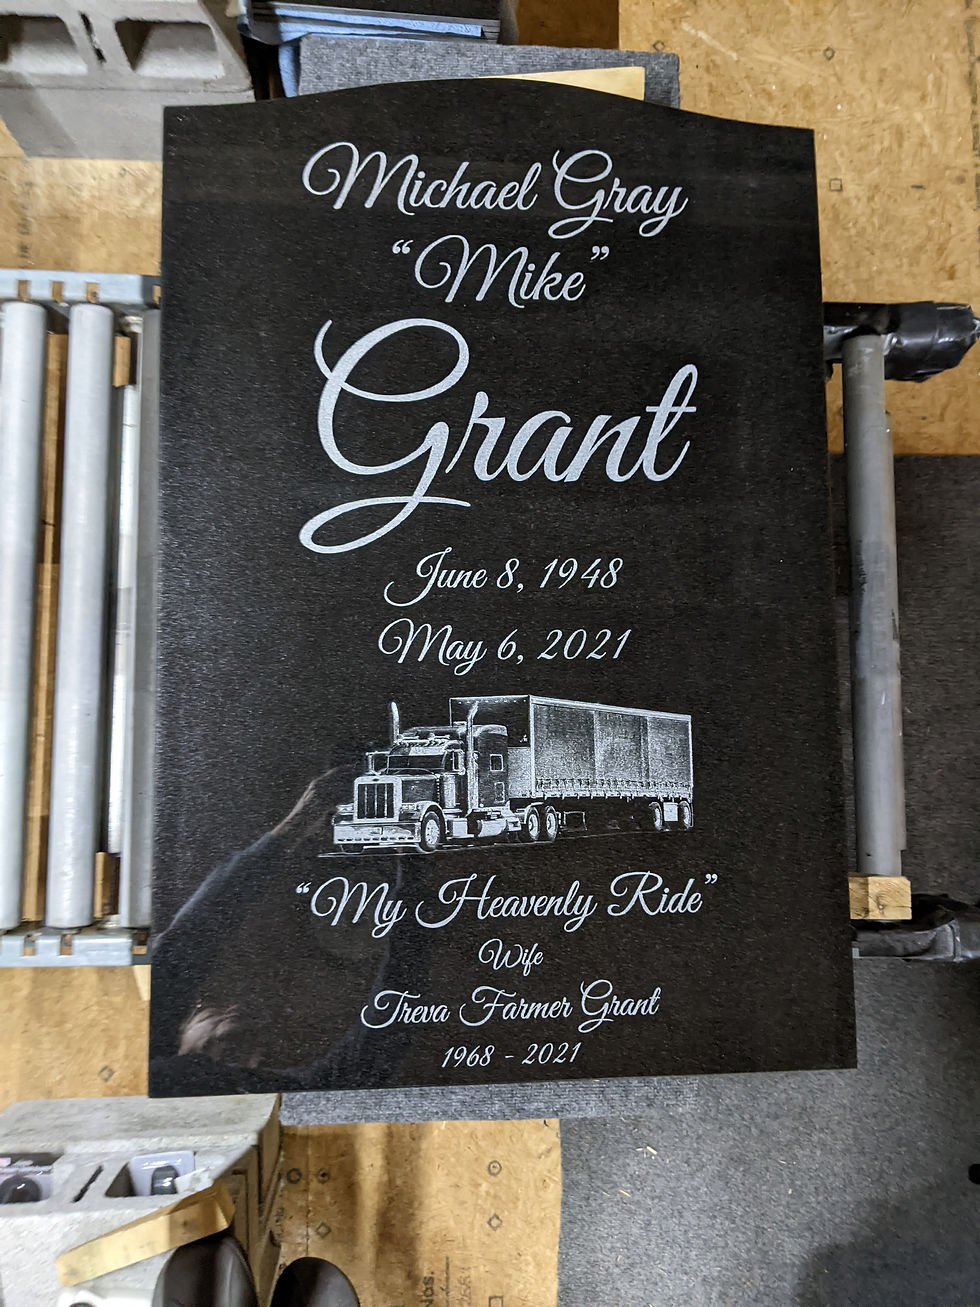 Michael Gray
“Mike”
Grant
June 8, 1948
May 6, 2021
“My Heavenly Ride”
Wife
Treva Farmer Grant
1968 - 2021